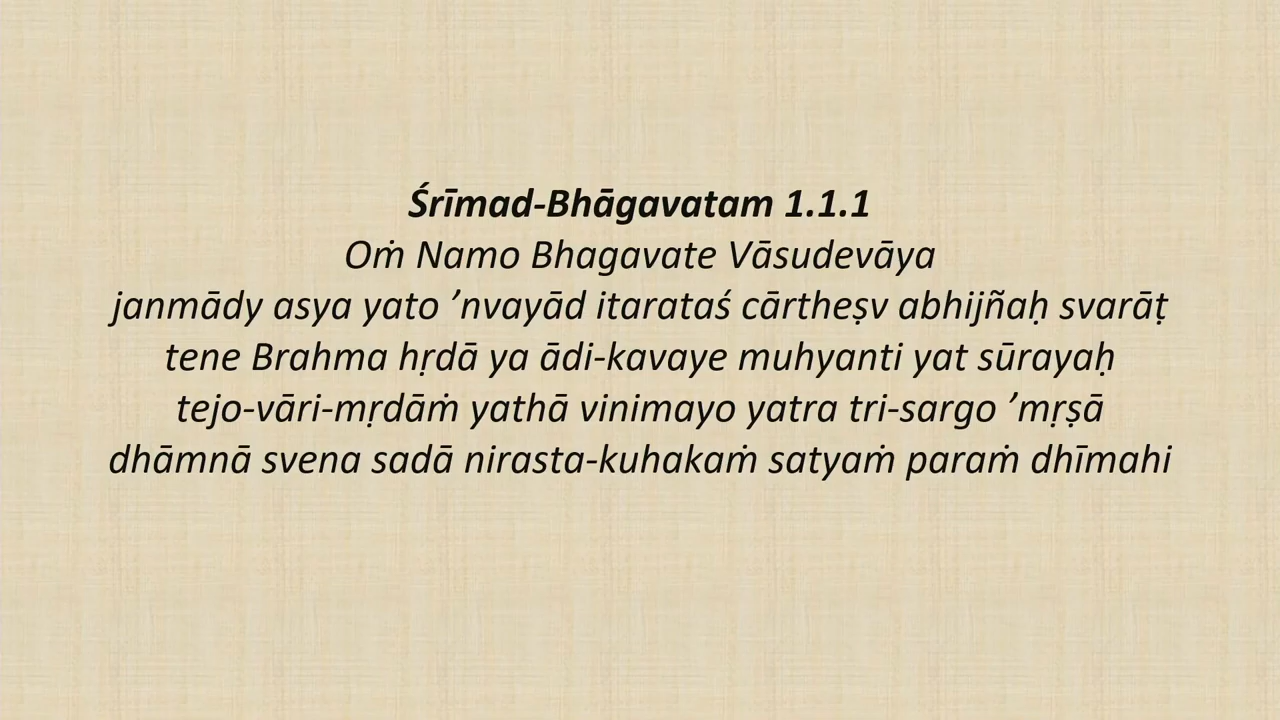 Śrīmad-Bhāgavatam 1.1.1
Oṁ Namo Bhagavate Vāsudevāya
janmādy asya yato ’nvayād itarataś cārtheṣv abhijñaḥ svarāṭ
tene Brahma hṛdā ya ādi-kavaye muhyanti yat sūrayaḥ
tejo-vāri-mṛdāṁ yathā vinimayo yatra tri-sargo ’mṛṣā
dhāmnā svena sadā nirasta-kuhakaṁ satyaṁ paraṁ dhīmahi